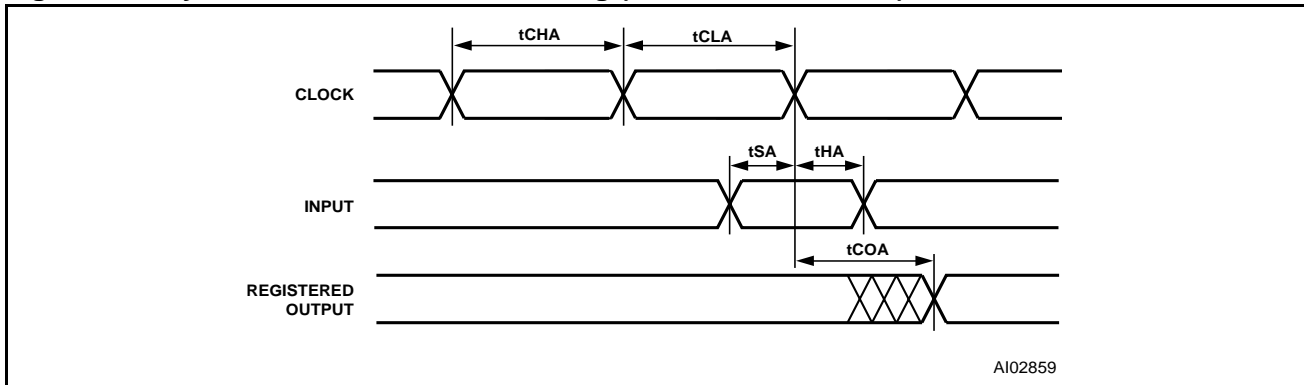 tCHA tCLA
CLOCK
tSA tHA
INPUT
tCOA
REGISTERED
OUTPUT
AI02859